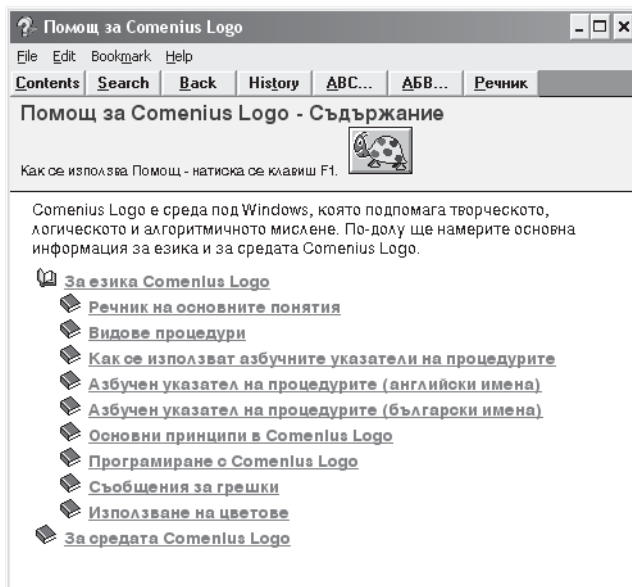 Помощ за Comenius Logo
File Edit Bookmark Help
Contents Search Back History ABC... АБВ... Речник
Помощ за Comenius Logo - Съдържание
Как се използва Помощ - натиска се клавиш F1.
Comenius Logo е среда под Windows, която подпомага творческото,
логическото и алгоритмичното мислене. По-долу ще намерите основна
информация за езика и за средата Comenius Logo.
За езика Comenius Logo
Речник на основните понятия
Видове процедури
Как се използват азбучните указатели на процедурите
Азбучен указател на процедурите (английски имена)
Азбучен указател на процедурите (български имена)
Основни принципи в Comenius Logo
Програмиране с Comenius Logo
Съобщения за грешки
Използване на цветове
За средата Comenius Logo